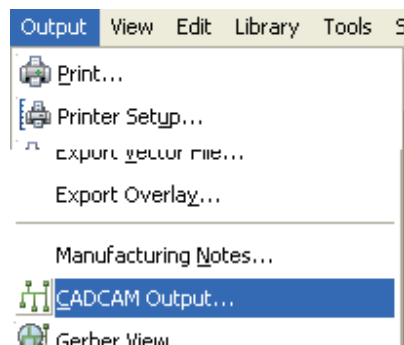 Output View Edit Library Tools S
Print...
Printer Setup...
Export Vector File...
Export Overlay...
Manufacturing Notes...
CADCAM Output...
Gerber View